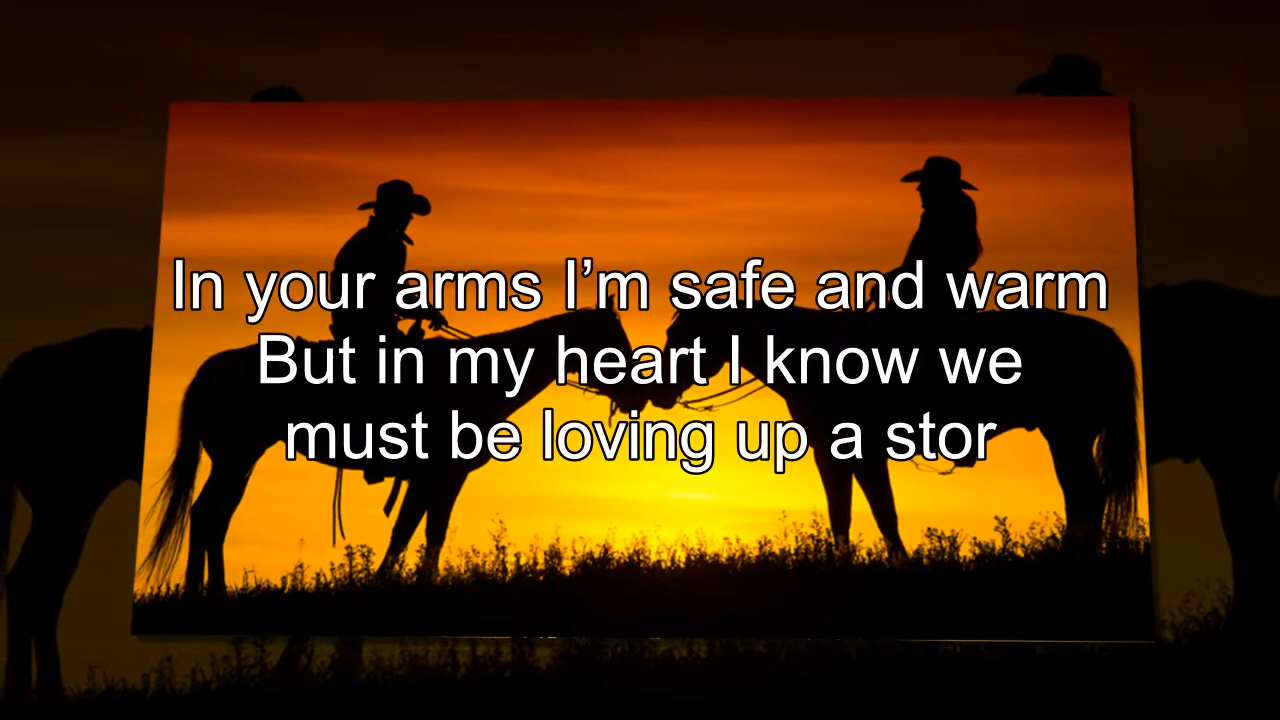 In your arms I’m safe and warm
But in my heart I know we
must be loving up a stor